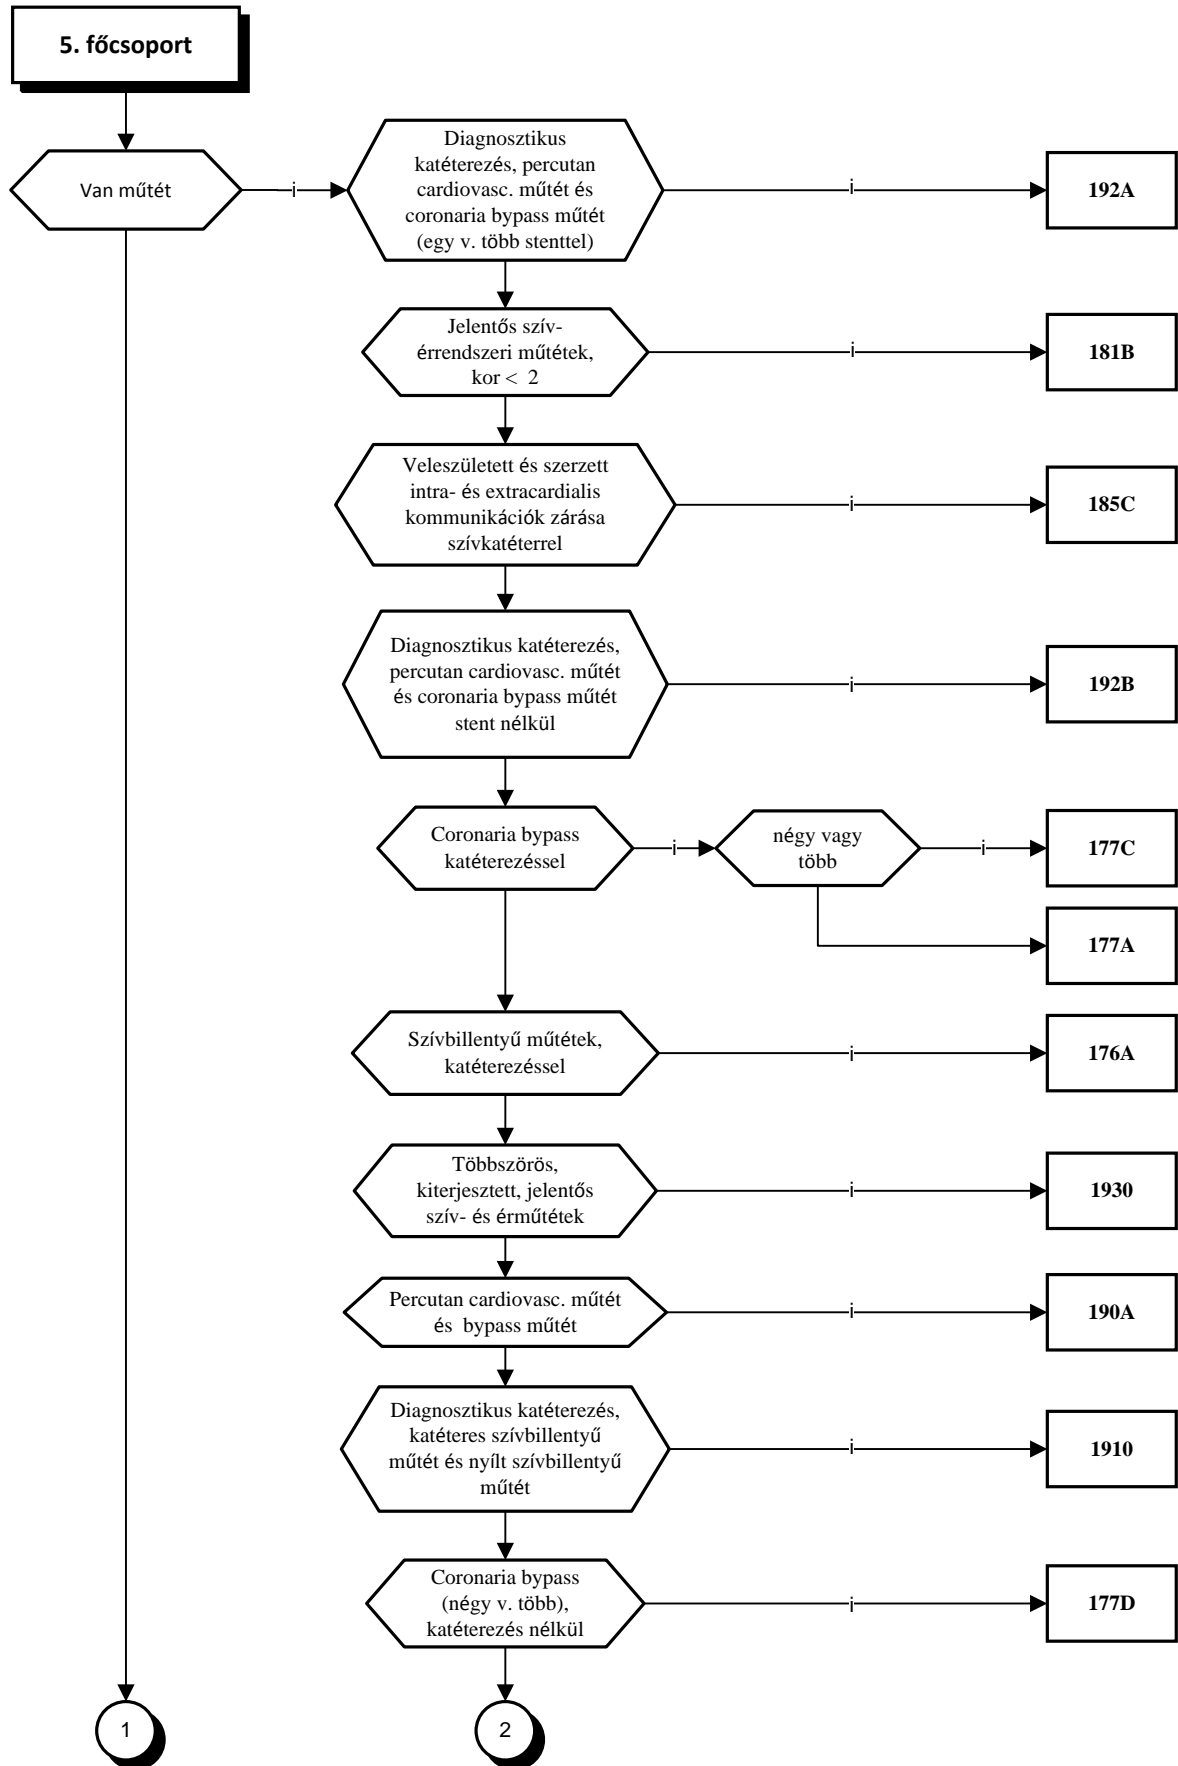 5. főcsoport
Van műtét
i
Diagnosztikus
katéterezés, percutan
cardiovasc. műtét és
coronaria bypass műtét
(egy v. több stenttel)
i
192A
Jelentős szív-
érrendszeri műtétek,
kor < 2
i
181B
Veleszületett és szerzett
intra- és extracardialis
kommunikációk zárása
szívkatéterrel
i
185C
Diagnosztikus katéterezés,
percutan cardiovasc. műtét
és coronaria bypass műtét
stent nélkül
i
192B
Coronaria bypass
katéterezéssel
i
négy vagy
több
i
177C
177A
Szívbillentyű műtétek,
katéterezéssel
i
176A
Többszörös,
kiterjesztett, jelentős
szív- és érműtétek
i
1930
Percutan cardiovasc. műtét
és bypass műtét
i
190A
Diagnosztikus katéterezés,
katéteres szívbillentyű
műtét és nyílt szívbillentyű
műtét
i
1910
Coronaria bypass
(négy v. több),
katéterezés nélkül
i
177D
1
2